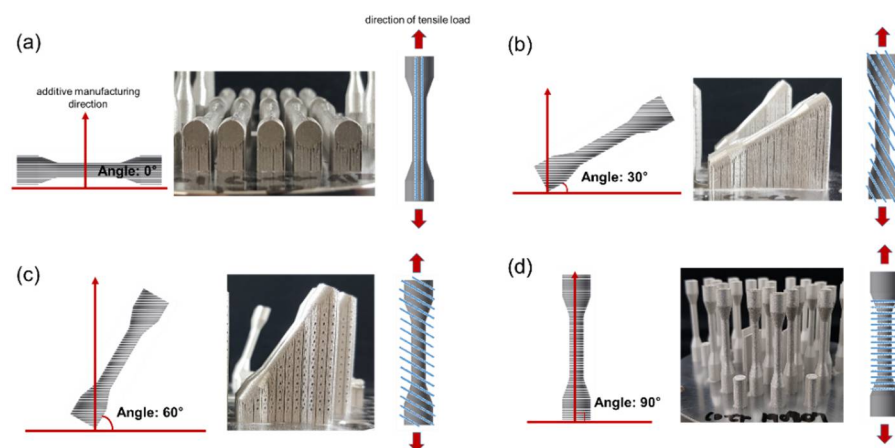 (a)
direction of tensile load
additive manufacturing
direction
Angle: 0°
(b)
Angle: 30°
(c)
Angle: 60°
(d)
Angle: 90°